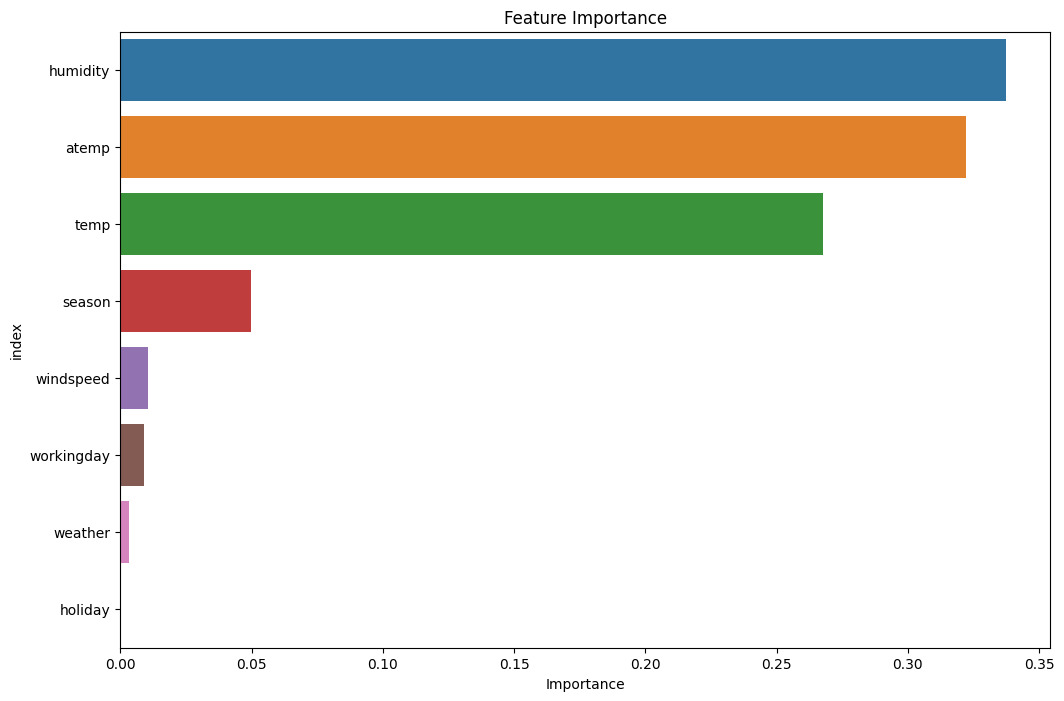 Feature Importance
humidity
atemp
temp
season
windspeed
workingday
weather
holiday
index
0.00 0.05 0.10 0.15 0.20 0.25 0.30 0.35
Importance